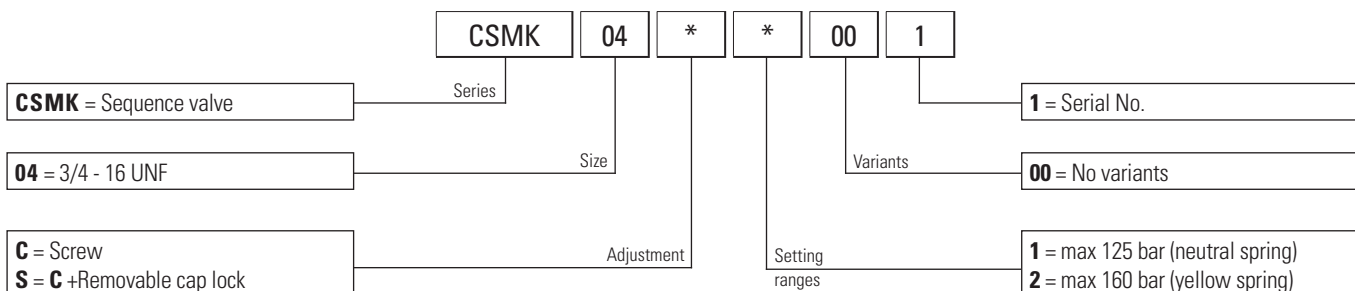 CSMK 04 * * 00 1
Series
CSMK = Sequence valve
1 = Serial No.
Size
Variants
04 = 3/4 - 16 UNF
00 = No variants
Adjustment
Setting
ranges
C = Screw
S = C +Removable cap lock
1 = max 125 bar (neutral spring)
2 = max 160 bar (yellow spring)